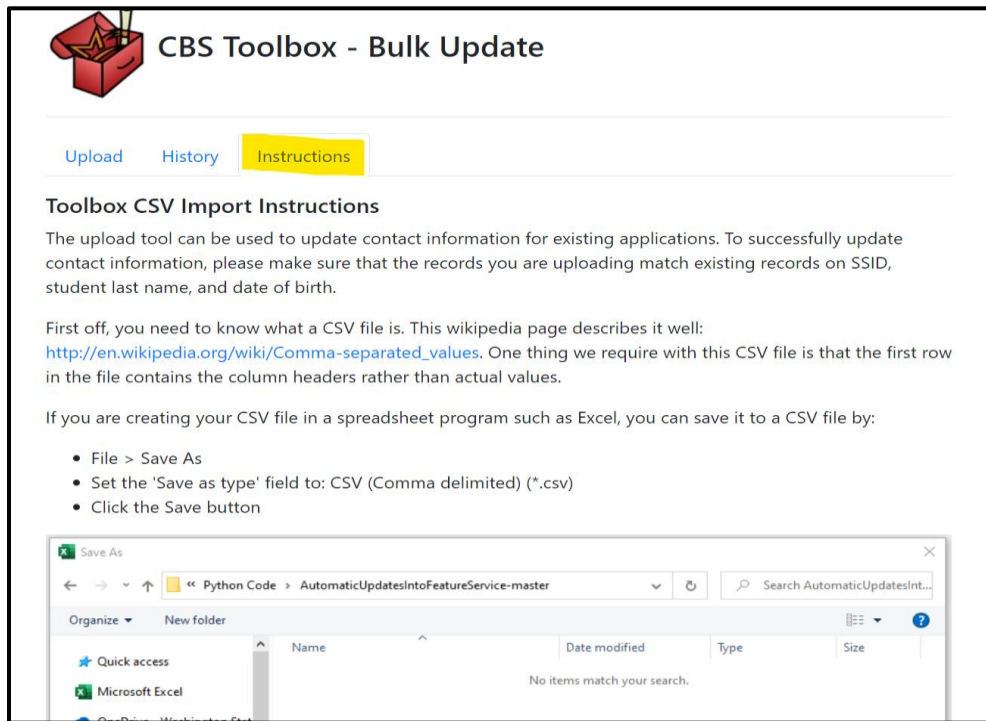 CBS Toolbox - Bulk Update
Upload History Instructions
Toolbox CSV Import Instructions
The upload tool can be used to update contact information for existing applications. To successfully update
contact information, please make sure that the records you are uploading match existing records on SSID,
student last name, and date of birth.
First off, you need to know what a CSV file is. This wikipedia page describes it well:
http://en.wikipedia.org/wiki/Comma-separated_values. One thing we require with this CSV file is that the first row
in the file contains the column headers rather than actual values.
If you are creating your CSV file in a spreadsheet program such as Excel, you can save it to a CSV file by:
• File > Save As
• Set the 'Save as type' field to: CSV (Comma delimited) (*.csv)
• Click the Save button
Save As
« Python Code > AutomaticUpdatesIntoFeatureService-master Search AutomaticUpdatesInt...
Organize New folder
Name Date modified Type Size
Quick access
No items match your search.
Microsoft Excel
OneDrive - Washington Stat